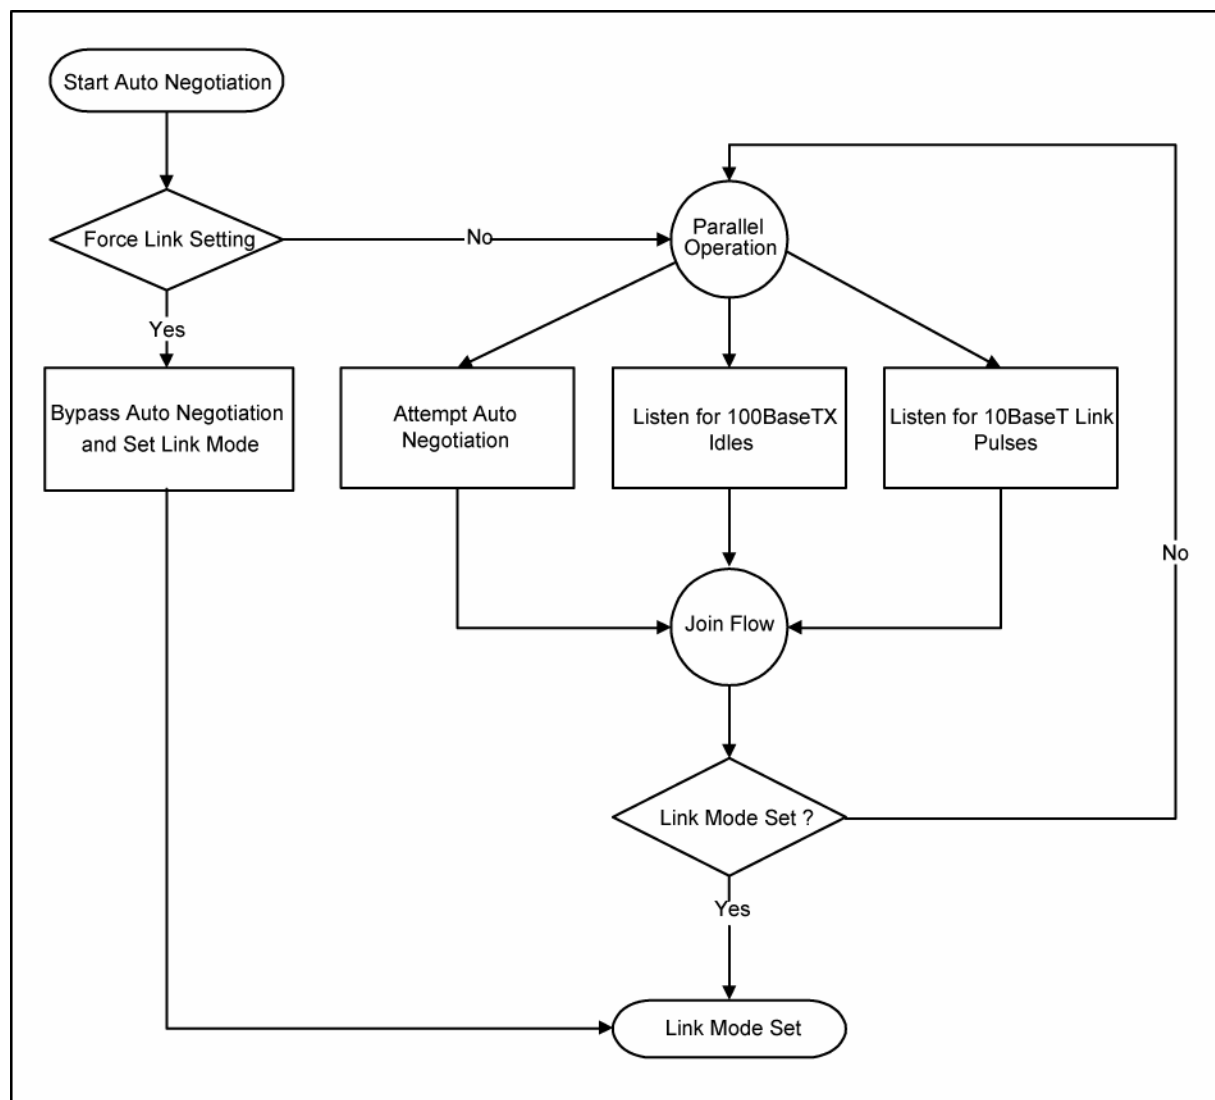 Start Auto Negotiation
Force Link Setting
No
Parallel
Operation
Yes
Bypass Auto Negotiation
and Set Link Mode
Attempt Auto
Negotiation
Listen for 100BaseTX
Idles
Listen for 10BaseT Link
Pulses
No
Join Flow
Link Mode Set ?
Yes
Link Mode Set